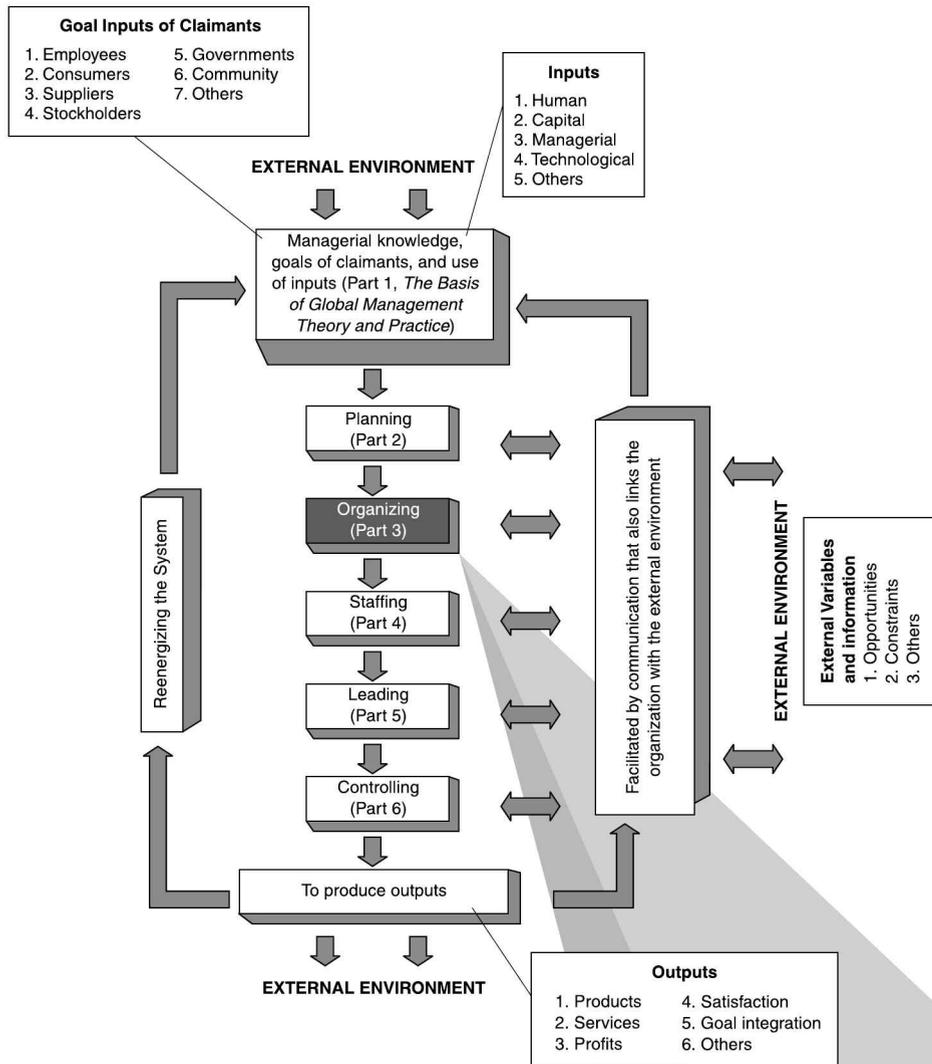 Goal Inputs of Claimants
1. Employees
2. Consumers
3. Suppliers
4. Stockholders
5. Governments
6. Community
7. Others
Inputs
1. Human
2. Capital
3. Managerial
4. Technological
5. Others
EXTERNAL ENVIRONMENT
Managerial knowledge,
goals of claimants, and use
of inputs (Part 1, The Basis
of Global Management
Theory and Practice)
Planning
(Part 2)
Organizing
(Part 3)
Staffing
(Part 4)
Leading
(Part 5)
Controlling
(Part 6)
To produce outputs
EXTERNAL ENVIRONMENT
Reenergizing the System
Facilitated by communication that also links the
organization with the external environment
EXTERNAL ENVIRONMENT
External Variables
and information
1. Opportunities
2. Constraints
3. Others
Outputs
1. Products
2. Services
3. Profits
4. Satisfaction
5. Goal integration
6. Others